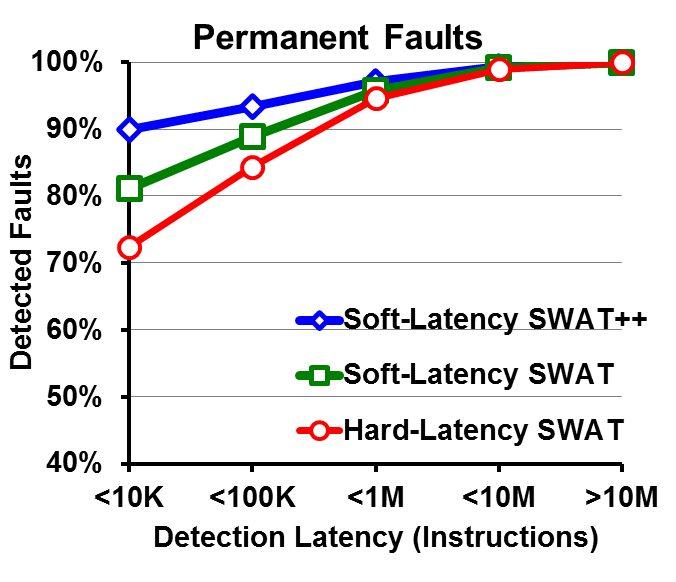 Permanent Faults
100%
90%
80%
70%
60%
50%
40%
Detected Faults
Soft-Latency SWAT++
Soft-Latency SWAT
Hard-Latency SWAT
<10K <100K <1M <10M >10M
Detection Latency (Instructions)